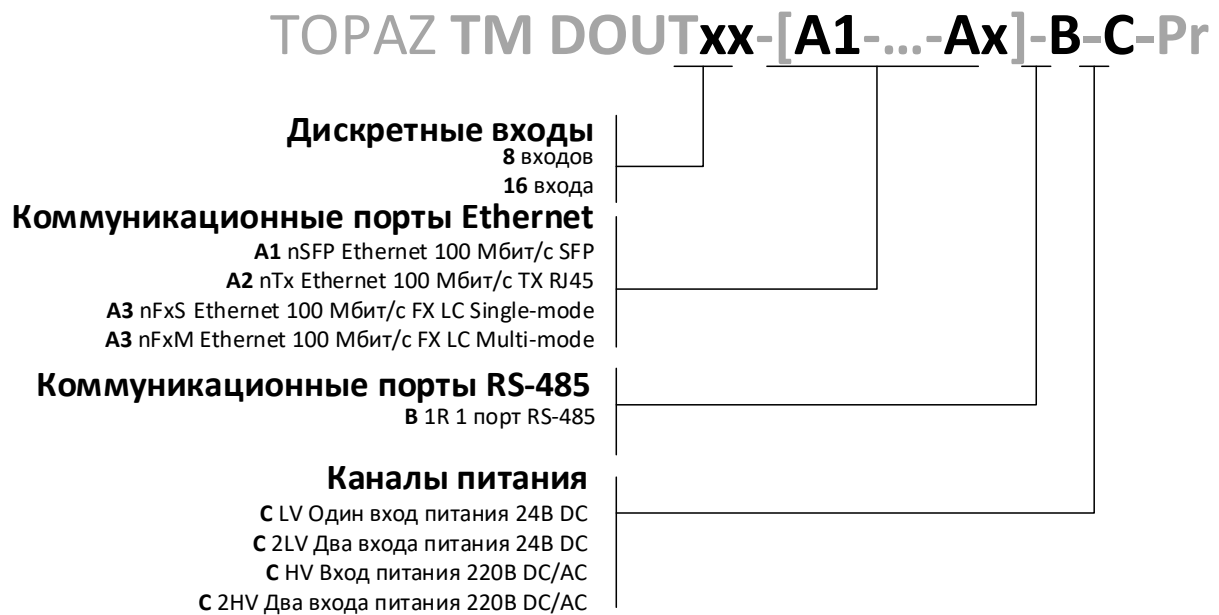 TOPAZ TM DOUTxx-[A1-...-Ax]-B-C-Pr
Дискретные входы
8 входов
16 входа
Коммуникационные порты Ethernet
A1 nSFP Ethernet 100 Мбит/с SFP
A2 nTx Ethernet 100 Мбит/с TX RJ45
A3 nFxS Ethernet 100 Мбит/с FX LC Single-mode
A3 nFxM Ethernet 100 Мбит/с FX LC Multi-mode
Коммуникационные порты RS-485
B 1R 1 порт RS-485
Каналы питания
C LV Один вход питания 24В DC
C 2LV Два входа питания 24В DC
C HV Вход питания 220В DC/AC
C 2HV Два входа питания 220В DC/AC